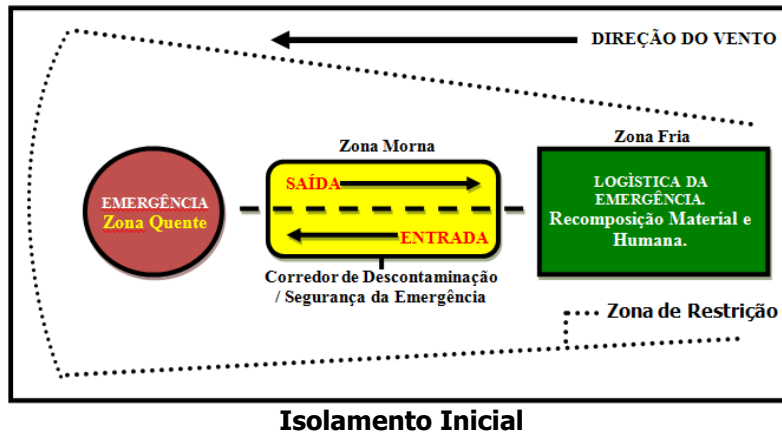 DIREÇÃO DO VENTO
Zona Morna
Zona Fria
EMERGÊNCIA
Zona Quente
SAÍDA
ENTRADA
LOGÌSTICA DA
EMERGÊNCIA.
Recomposição Material e
Humana.
Corredor de Descontaminação
/ Segurança da Emergência
Zona de Restrição
Isolamento Inicial